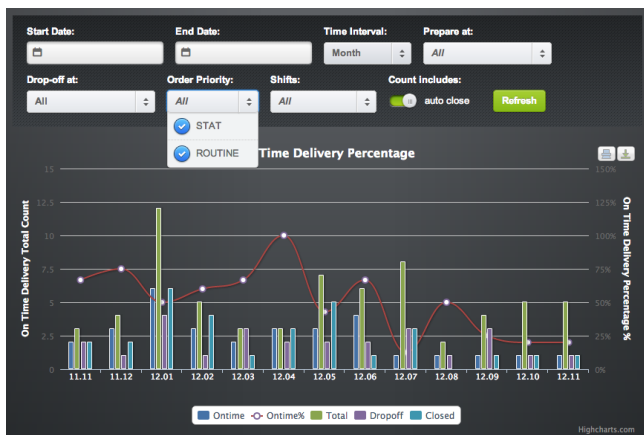 Start Date: End Date: Time Interval: Prepare at:
Month All
Drop-off at: Order Priority: Shifts: Count includes:
All All All auto close Refresh
STAT
ROUTINE
Time Delivery Percentage
On Time Delivery Total Count
15
12.5
10
7.5
5
2.5
0
150%
125%
100%
75%
50%
25%
0%
On Time Delivery Percentage %
11.11 11.12 12.01 12.02 12.03 12.04 12.05 12.06 12.07 12.08 12.09 12.10 12.11
Ontime Ontime% Total Dropoff Closed
Highcharts.com